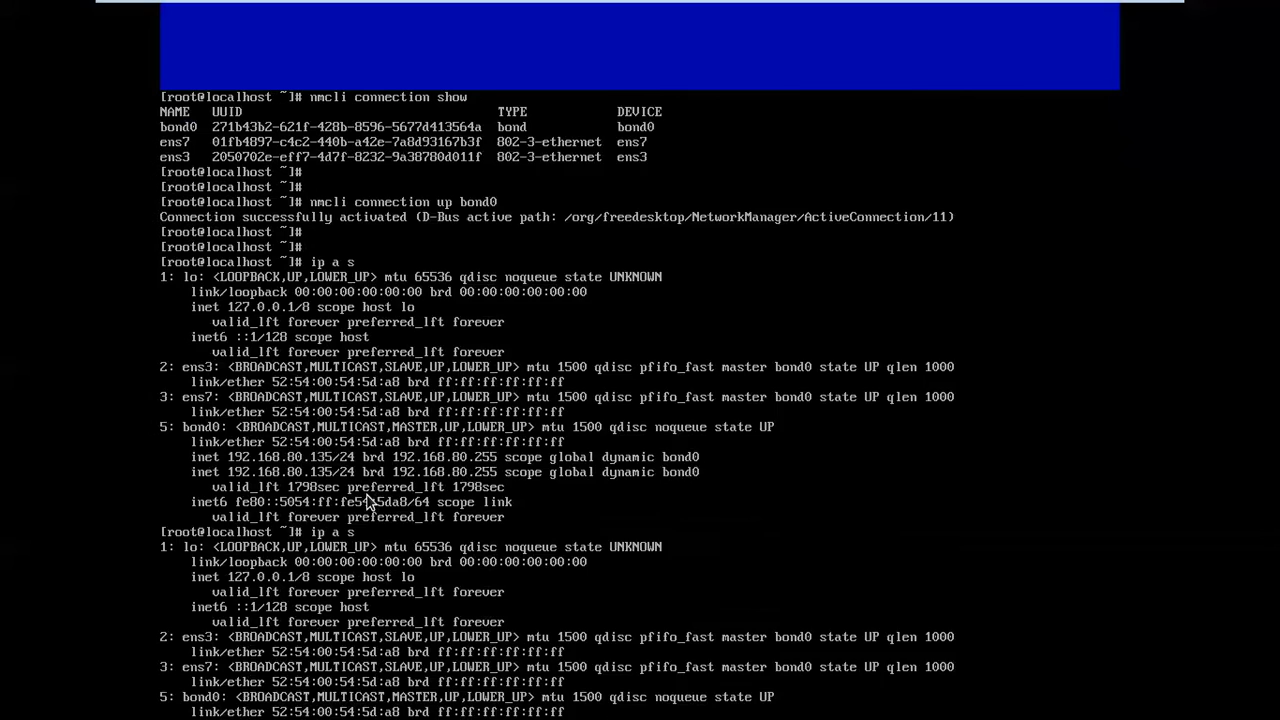 [root@localhost ~]# nmcli connection show
NAME   UUID                                  TYPE            DEVICE
bond0  271b43b2-621f-428b-8596-5677d413564a  bond            bond0
ens7   01fb4897-c4c2-440b-a42e-7a8d93167b3f  802-3-ethernet  ens7
ens3   2050702e-eff7-4d7f-8232-9a38780d011f  802-3-ethernet  ens3
[root@localhost ~]#
[root@localhost ~]#
[root@localhost ~]# nmcli connection up bond0
Connection successfully activated (D-Bus active path: /org/freedesktop/NetworkManager/ActiveConnection/11)
[root@localhost ~]#
[root@localhost ~]#
[root@localhost ~]# ip a s
1: lo: <LOOPBACK,UP,LOWER_UP> mtu 65536 qdisc noqueue state UNKNOWN
    link/loopback 00:00:00:00:00:00 brd 00:00:00:00:00:00
    inet 127.0.0.1/8 scope host lo
       valid_lft forever preferred_lft forever
    inet6 ::1/128 scope host
       valid_lft forever preferred_lft forever
2: ens3: <BROADCAST,MULTICAST,SLAVE,UP,LOWER_UP> mtu 1500 qdisc pfifo_fast master bond0 state UP qlen 1000
    link/ether 52:54:00:54:5d:a8 brd ff:ff:ff:ff:ff:ff
3: ens7: <BROADCAST,MULTICAST,SLAVE,UP,LOWER_UP> mtu 1500 qdisc pfifo_fast master bond0 state UP qlen 1000
    link/ether 52:54:00:54:5d:a8 brd ff:ff:ff:ff:ff:ff
5: bond0: <BROADCAST,MULTICAST,MASTER,UP,LOWER_UP> mtu 1500 qdisc noqueue state UP
    link/ether 52:54:00:54:5d:a8 brd ff:ff:ff:ff:ff:ff
    inet 192.168.80.135/24 brd 192.168.80.255 scope global dynamic bond0
    inet 192.168.80.135/24 brd 192.168.80.255 scope global dynamic bond0
       valid_lft 1798sec preferred_lft 1798sec
    inet6 fe80::5054:ff:fe54:5da8/64 scope link
       valid_lft forever preferred_lft forever
[root@localhost ~]# ip a s
1: lo: <LOOPBACK,UP,LOWER_UP> mtu 65536 qdisc noqueue state UNKNOWN
    link/loopback 00:00:00:00:00:00 brd 00:00:00:00:00:00
    inet 127.0.0.1/8 scope host lo
       valid_lft forever preferred_lft forever
    inet6 ::1/128 scope host
       valid_lft forever preferred_lft forever
2: ens3: <BROADCAST,MULTICAST,SLAVE,UP,LOWER_UP> mtu 1500 qdisc pfifo_fast master bond0 state UP qlen 1000
    link/ether 52:54:00:54:5d:a8 brd ff:ff:ff:ff:ff:ff
3: ens7: <BROADCAST,MULTICAST,SLAVE,UP,LOWER_UP> mtu 1500 qdisc pfifo_fast master bond0 state UP qlen 1000
    link/ether 52:54:00:54:5d:a8 brd ff:ff:ff:ff:ff:ff
5: bond0: <BROADCAST,MULTICAST,MASTER,UP,LOWER_UP> mtu 1500 qdisc noqueue state UP
    link/ether 52:54:00:54:5d:a8 brd ff:ff:ff:ff:ff:ff